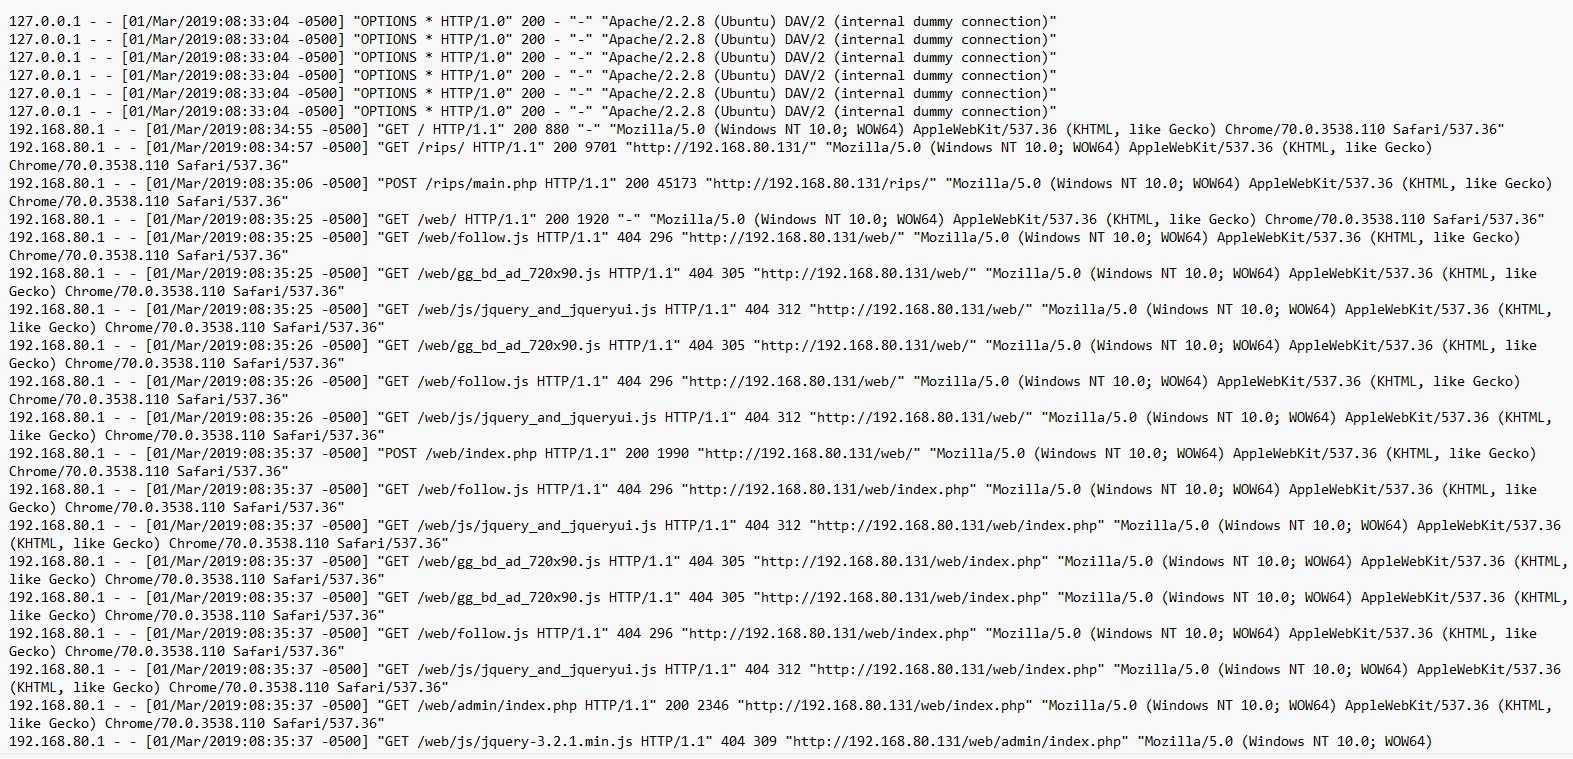 127.0.0.1 - - [01/Mar/2019:08:33:04 -0500] "OPTIONS * HTTP/1.0" 200 - "-" "Apache/2.2.8 (Ubuntu) DAV/2 (internal dummy connection)"
127.0.0.1 - - [01/Mar/2019:08:33:04 -0500] "OPTIONS * HTTP/1.0" 200 - "-" "Apache/2.2.8 (Ubuntu) DAV/2 (internal dummy connection)"
127.0.0.1 - - [01/Mar/2019:08:33:04 -0500] "OPTIONS * HTTP/1.0" 200 - "-" "Apache/2.2.8 (Ubuntu) DAV/2 (internal dummy connection)"
127.0.0.1 - - [01/Mar/2019:08:33:04 -0500] "OPTIONS * HTTP/1.0" 200 - "-" "Apache/2.2.8 (Ubuntu) DAV/2 (internal dummy connection)"
127.0.0.1 - - [01/Mar/2019:08:33:04 -0500] "OPTIONS * HTTP/1.0" 200 - "-" "Apache/2.2.8 (Ubuntu) DAV/2 (internal dummy connection)"
127.0.0.1 - - [01/Mar/2019:08:33:04 -0500] "OPTIONS * HTTP/1.0" 200 - "-" "Apache/2.2.8 (Ubuntu) DAV/2 (internal dummy connection)"
192.168.80.1 - - [01/Mar/2019:08:34:55 -0500] "GET / HTTP/1.1" 200 880 "-" "Mozilla/5.0 (Windows NT 10.0; WOW64) AppleWebKit/537.36 (KHTML, like Gecko) Chrome/70.0.3538.110 Safari/537.36"
192.168.80.1 - - [01/Mar/2019:08:34:57 -0500] "GET /rips/ HTTP/1.1" 200 9701 "http://192.168.80.131/" "Mozilla/5.0 (Windows NT 10.0; WOW64) AppleWebKit/537.36 (KHTML, like Gecko)
Chrome/70.0.3538.110 Safari/537.36"
192.168.80.1 - - [01/Mar/2019:08:35:06 -0500] "POST /rips/main.php HTTP/1.1" 200 45173 "http://192.168.80.131/rips/" "Mozilla/5.0 (Windows NT 10.0; WOW64) AppleWebKit/537.36 (KHTML, like Gecko)
Chrome/70.0.3538.110 Safari/537.36"
192.168.80.1 - - [01/Mar/2019:08:35:25 -0500] "GET /web/ HTTP/1.1" 200 1920 "-" "Mozilla/5.0 (Windows NT 10.0; WOW64) AppleWebKit/537.36 (KHTML, like Gecko) Chrome/70.0.3538.110 Safari/537.36"
192.168.80.1 - - [01/Mar/2019:08:35:25 -0500] "GET /web/follow.js HTTP/1.1" 404 296 "http://192.168.80.131/web/" "Mozilla/5.0 (Windows NT 10.0; WOW64) AppleWebKit/537.36 (KHTML, like Gecko)
Chrome/70.0.3538.110 Safari/537.36"
192.168.80.1 - - [01/Mar/2019:08:35:25 -0500] "GET /web/gg_bd_ad_720x90.js HTTP/1.1" 404 305 "http://192.168.80.131/web/" "Mozilla/5.0 (Windows NT 10.0; WOW64) AppleWebKit/537.36 (KHTML, like
Gecko) Chrome/70.0.3538.110 Safari/537.36"
192.168.80.1 - - [01/Mar/2019:08:35:25 -0500] "GET /web/js/jquery_and_jqueryui.js HTTP/1.1" 404 312 "http://192.168.80.131/web/" "Mozilla/5.0 (Windows NT 10.0; WOW64) AppleWebKit/537.36 (KHTML,
like Gecko) Chrome/70.0.3538.110 Safari/537.36"
192.168.80.1 - - [01/Mar/2019:08:35:26 -0500] "GET /web/gg_bd_ad_720x90.js HTTP/1.1" 404 305 "http://192.168.80.131/web/" "Mozilla/5.0 (Windows NT 10.0; WOW64) AppleWebKit/537.36 (KHTML, like
Gecko) Chrome/70.0.3538.110 Safari/537.36"
192.168.80.1 - - [01/Mar/2019:08:35:26 -0500] "GET /web/follow.js HTTP/1.1" 404 296 "http://192.168.80.131/web/" "Mozilla/5.0 (Windows NT 10.0; WOW64) AppleWebKit/537.36 (KHTML, like Gecko)
Chrome/70.0.3538.110 Safari/537.36"
192.168.80.1 - - [01/Mar/2019:08:35:26 -0500] "GET /web/js/jquery_and_jqueryui.js HTTP/1.1" 404 312 "http://192.168.80.131/web/" "Mozilla/5.0 (Windows NT 10.0; WOW64) AppleWebKit/537.36 (KHTML,
like Gecko) Chrome/70.0.3538.110 Safari/537.36"
192.168.80.1 - - [01/Mar/2019:08:35:37 -0500] "POST /web/index.php HTTP/1.1" 200 1990 "http://192.168.80.131/web/" "Mozilla/5.0 (Windows NT 10.0; WOW64) AppleWebKit/537.36 (KHTML, like Gecko)
Chrome/70.0.3538.110 Safari/537.36"
192.168.80.1 - - [01/Mar/2019:08:35:37 -0500] "GET /web/follow.js HTTP/1.1" 404 296 "http://192.168.80.131/web/index.php" "Mozilla/5.0 (Windows NT 10.0; WOW64) AppleWebKit/537.36 (KHTML, like
Gecko) Chrome/70.0.3538.110 Safari/537.36"
192.168.80.1 - - [01/Mar/2019:08:35:37 -0500] "GET /web/js/jquery_and_jqueryui.js HTTP/1.1" 404 312 "http://192.168.80.131/web/index.php" "Mozilla/5.0 (Windows NT 10.0; WOW64) AppleWebKit/537.36
(KHTML, like Gecko) Chrome/70.0.3538.110 Safari/537.36"
192.168.80.1 - - [01/Mar/2019:08:35:37 -0500] "GET /web/gg_bd_ad_720x90.js HTTP/1.1" 404 305 "http://192.168.80.131/web/index.php" "Mozilla/5.0 (Windows NT 10.0; WOW64) AppleWebKit/537.36 (KHTML,
like Gecko) Chrome/70.0.3538.110 Safari/537.36"
192.168.80.1 - - [01/Mar/2019:08:35:37 -0500] "GET /web/gg_bd_ad_720x90.js HTTP/1.1" 404 305 "http://192.168.80.131/web/index.php" "Mozilla/5.0 (Windows NT 10.0; WOW64) AppleWebKit/537.36 (KHTML,
like Gecko) Chrome/70.0.3538.110 Safari/537.36"
192.168.80.1 - - [01/Mar/2019:08:35:37 -0500] "GET /web/follow.js HTTP/1.1" 404 296 "http://192.168.80.131/web/index.php" "Mozilla/5.0 (Windows NT 10.0; WOW64) AppleWebKit/537.36 (KHTML, like
Gecko) Chrome/70.0.3538.110 Safari/537.36"
192.168.80.1 - - [01/Mar/2019:08:35:37 -0500] "GET /web/js/jquery_and_jqueryui.js HTTP/1.1" 404 312 "http://192.168.80.131/web/index.php" "Mozilla/5.0 (Windows NT 10.0; WOW64) AppleWebKit/537.36
(KHTML, like Gecko) Chrome/70.0.3538.110 Safari/537.36"
192.168.80.1 - - [01/Mar/2019:08:35:37 -0500] "GET /web/admin/index.php HTTP/1.1" 200 2346 "http://192.168.80.131/web/index.php" "Mozilla/5.0 (Windows NT 10.0; WOW64) AppleWebKit/537.36 (KHTML,
like Gecko) Chrome/70.0.3538.110 Safari/537.36"
192.168.80.1 - - [01/Mar/2019:08:35:37 -0500] "GET /web/js/jquery-3.2.1.min.js HTTP/1.1" 404 309 "http://192.168.80.131/web/admin/index.php" "Mozilla/5.0 (Windows NT 10.0; WOW64)